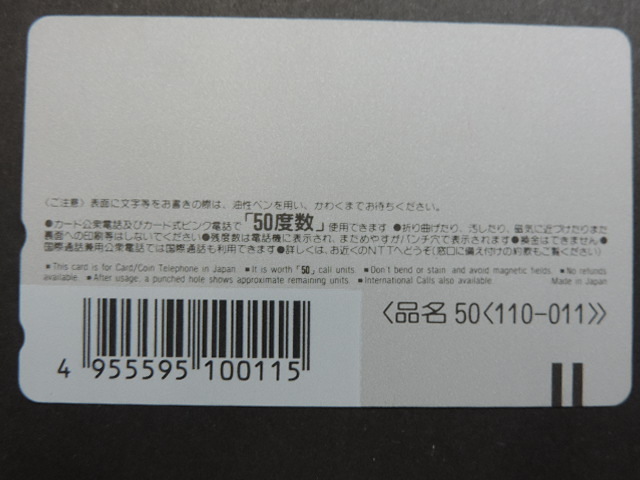 〈ご注意〉表面に文字等をお書きの際は、油性ペンを用い、かわくまでお待ちください。
●カード公衆電話及びカード式ピンク電話で「50度数」使用できます ●折り曲げたり、汚したり、磁気に近づけたりまた
裏面への印刷等はしないでください ●残度数は電話機に表示され、まためやすがパンチ穴で表示されます ●換金はできません ●
国際通話兼用公衆電話では国際通話も利用できます ●詳しくは、お近くのNTTへどうぞ(窓口に備え付けの約款もご覧ください)
■This card is for Card/Coin Telephone in Japan ■It is worth「50」call units. ■Don't bend or stain and avoid magnetic fields. ■No refunds
available. ■After usage, a punched hole shows approximate remaining units. ■International Calls also available. Made in Japan
〈品名 50〈110-011〉〉
4 955595 100115